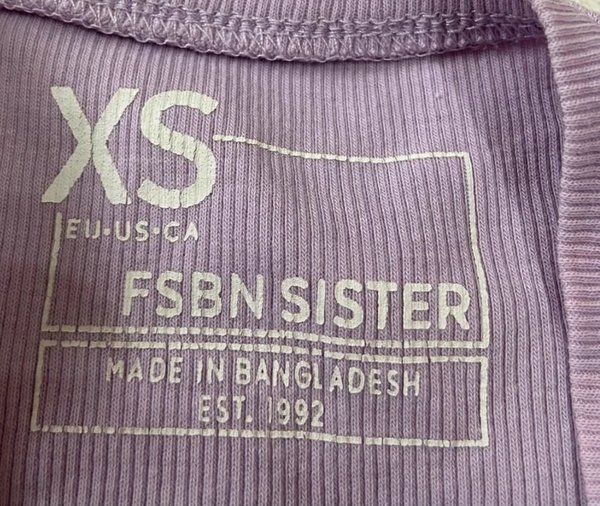 XS
EU·US·CA
FSBN SISTER
MADE IN BANGLADESH
EST. 1992